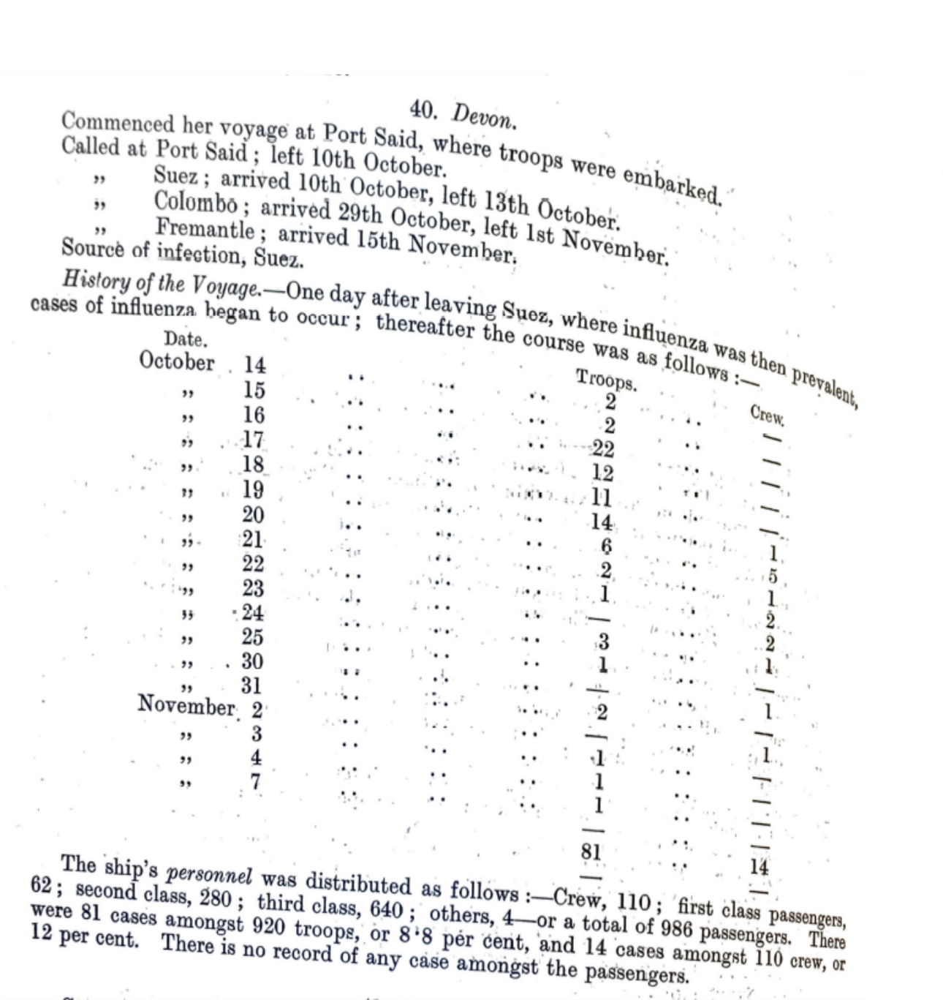 40. Devon.
Commenced her voyage at Port Said, where troops were embarked.
Called at Port Said ; left 10th October.
„ Suez ; arrived 10th October, left 13th October.
„ Colombo ; arrived 29th October, left 1st November.
„ Fremantle ; arrived 15th November.
Source of infection, Suez.
History of the Voyage.—One day after leaving Suez, where influenza was then prevalent,
cases of influenza began to occur ; thereafter the course was as follows :—
Date. Troops. Crew.
October 14 .. .. .. 2 .. —
„ 15 .. .. .. 2 .. —
„ 16 .. .. .. 22 .. —
„ 17 .. .. .. 12 .. —
„ 18 .. .. .. 11 .. —
„ 19 .. .. .. 14 .. 1
„ 20 .. .. .. 6 .. 5
„ 21 .. .. .. 2 .. 1
„ 22 .. .. .. 1 .. 2
„ 23 .. .. .. — .. 2
„ 24 .. .. .. 3 .. 1
„ 25 .. .. .. 1 .. —
„ 30 .. .. .. — .. 1
„ 31 .. .. .. 2 .. —
November 2 .. .. .. — .. 1
„ 3 .. .. .. 1 .. —
„ 4 .. .. .. 1 .. —
„ 7 .. .. .. 1 .. —
— —
81 .. 14
— —
The ship's personnel was distributed as follows :—Crew, 110 ; first class passengers,
62 ; second class, 280 ; third class, 640 ; others, 4—or a total of 986 passengers. There
were 81 cases amongst 920 troops, or 8·8 per cent, and 14 cases amongst 110 crew, or
12 per cent. There is no record of any case amongst the passengers.